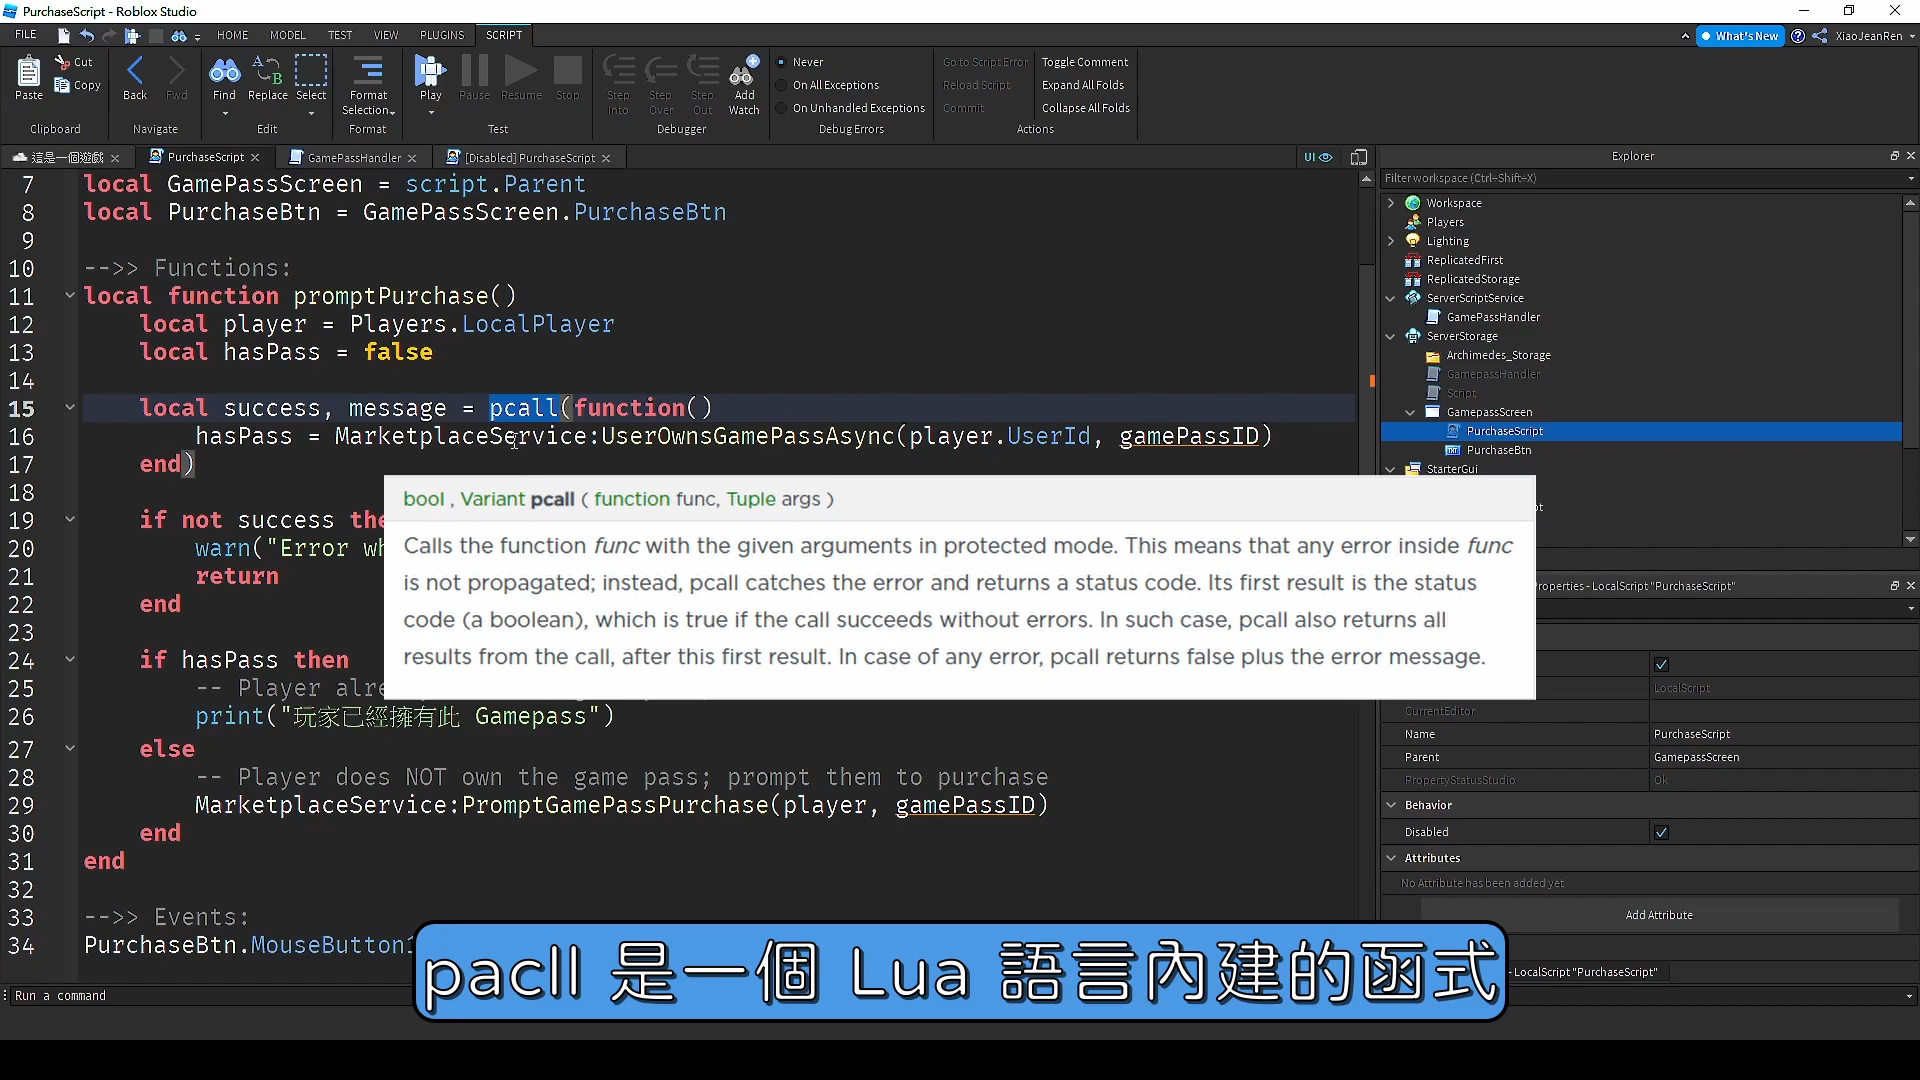 PurchaseScript - Roblox Studio
FILE HOME MODEL TEST VIEW PLUGINS SCRIPT What's New XiaoJeanRen
Cut
Copy
Paste
Clipboard
Back Fwd
Navigate
Find Replace Select
Edit
Format
Selection
Format
Play Pause Resume Stop
Test
Step Into
Step Over
Step Out
Add Watch
Debugger
Never
On All Exceptions
On Unhandled Exceptions
Debug Errors
Go to Script Error
Reload Script
Commit
Toggle Comment
Expand All Folds
Collapse All Folds
Actions
這是一個遊戲 PurchaseScript GamePassHandler [Disabled] PurchaseScript UI
7 local GamePassScreen = script.Parent
8 local PurchaseBtn = GamePassScreen.PurchaseBtn
9
10 -->> Functions:
11 local function promptPurchase()
12 local player = Players.LocalPlayer
13 local hasPass = false
14
15 local success, message = pcall(function()
16 hasPass = MarketplaceService:UserOwnsGamePassAsync(player.UserId, gamePassID)
17 end)
18
19 if not success the
20 warn("Error wh
21 return
22 end
23
24 if hasPass then
25 -- Player alre
26 print("玩家已經擁有此 Gamepass")
27 else
28 -- Player does NOT own the game pass; prompt them to purchase
29 MarketplaceService:PromptGamePassPurchase(player, gamePassID)
30 end
31 end
32
33 -->> Events:
34 PurchaseBtn.MouseButton1
bool , Variant pcall ( function func, Tuple args )
Calls the function func with the given arguments in protected mode. This means that any error inside func
is not propagated; instead, pcall catches the error and returns a status code. Its first result is the status
code (a boolean), which is true if the call succeeds without errors. In such case, pcall also returns all
results from the call, after this first result. In case of any error, pcall returns false plus the error message.
Explorer
Filter workspace (Ctrl+Shift+X)
Workspace
Players
Lighting
ReplicatedFirst
ReplicatedStorage
ServerScriptService
GamePassHandler
ServerStorage
Archimedes_Storage
GamepassHandler
Script
GamepassScreen
PurchaseScript
PurchaseBtn
StarterGui
pt
roperties - LocalScript "PurchaseScript"
LocalScript
CurrentEditor
Name PurchaseScript
Parent GamepassScreen
PropertyStatusStudio Ok
Behavior
Disabled
Attributes
No Attribute has been added yet
Add Attribute
- LocalScript "PurchaseScript"
Run a command
pacll 是一個 Lua 語言內建的函式